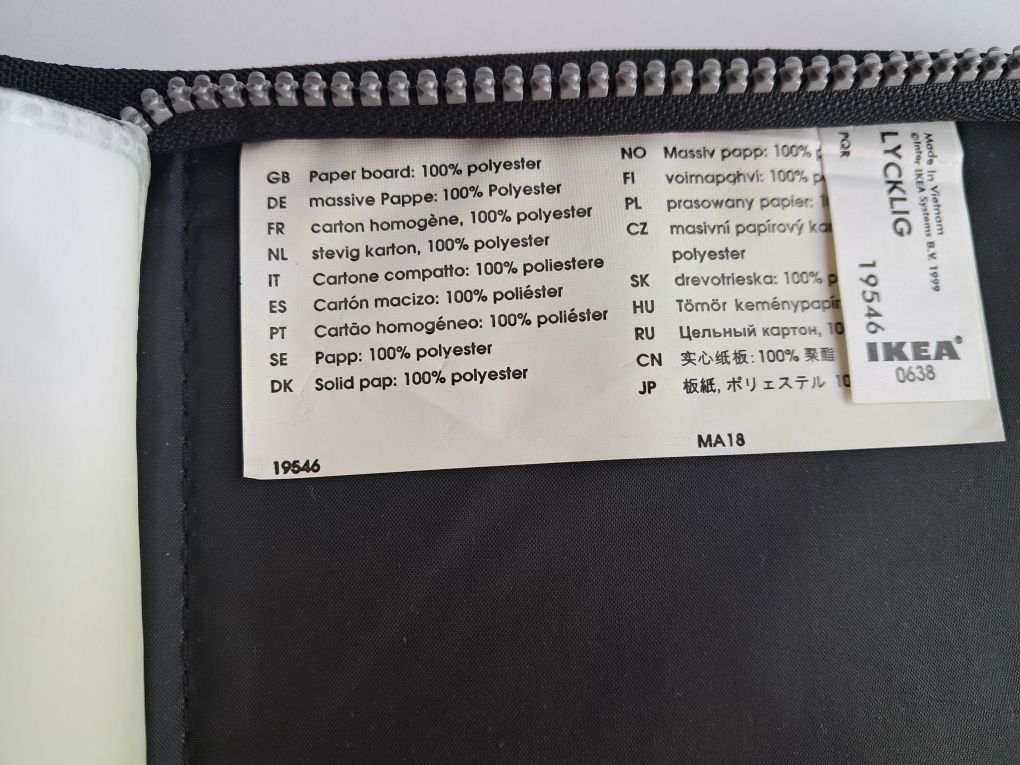 GB Paper board: 100% polyester
DE massive Pappe: 100% Polyester
FR carton homogène, 100% polyester
NL stevig karton, 100% polyester
IT Cartone compatto: 100% poliestere
ES Cartón macizo: 100% poliéster
PT Cartão homogéneo: 100% poliéster
SE Papp: 100% polyester
DK Solid pap: 100% polyester
19546
NO Massiv papp: 100%
FI voimapahvi: 100%
PL prasowany papier:
CZ masivní papírový
polyester
SK drevotrieska: 100%
HU Tömör
RU Цельный картон,
CN 实心纸板: 100% 聚酯
JP 板紙, ポリエステル
MA18
Made in Vietnam
©Inter IKEA Systems B.V. 1999
LYCKLIG
PQR
19546
IKEA®
0638